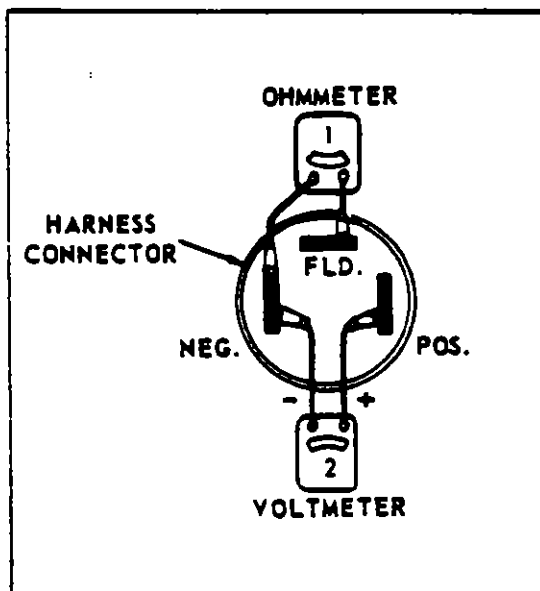 OHMMETER
1
HARNESS
CONNECTOR
FLD.
NEG.
POS.
- +
2
VOLTMETER